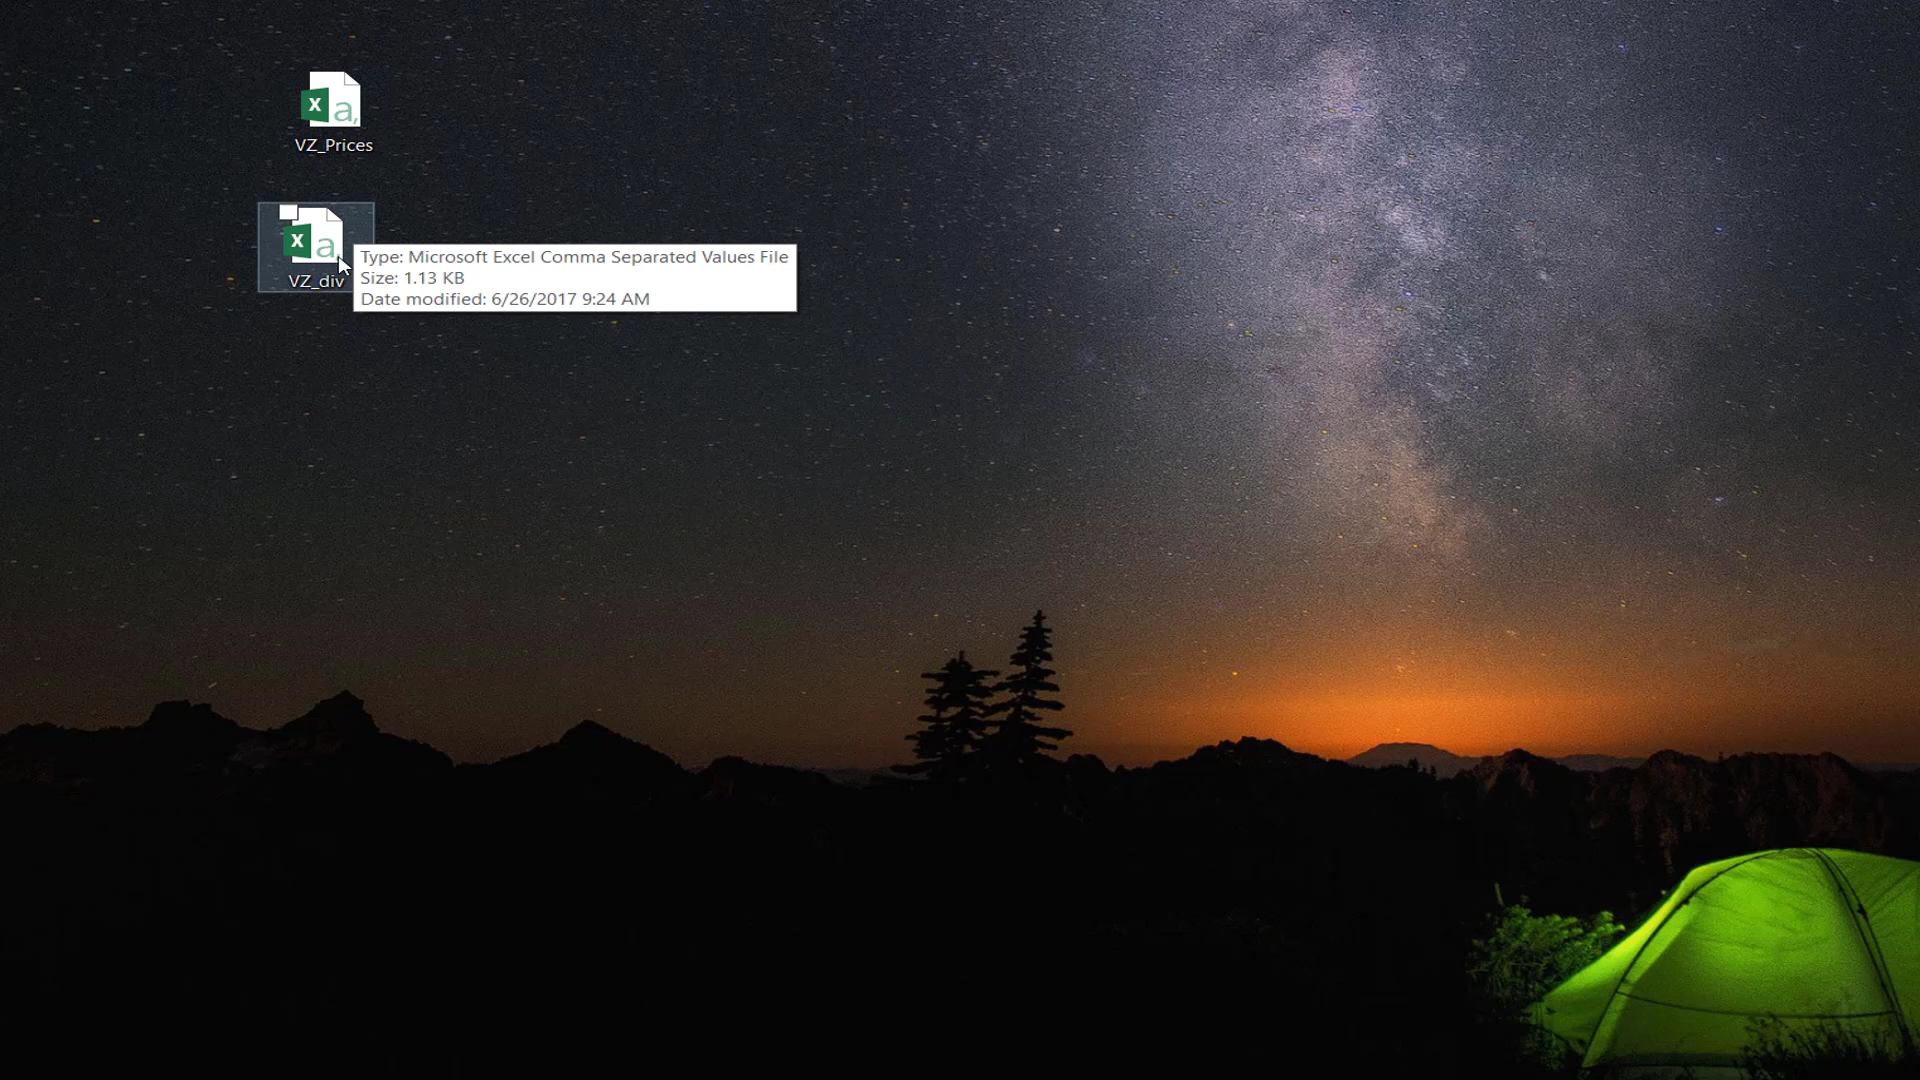 VZ_Prices
VZ_div
Type: Microsoft Excel Comma Separated Values File
Size: 1.13 KB
Date modified: 6/26/2017 9:24 AM